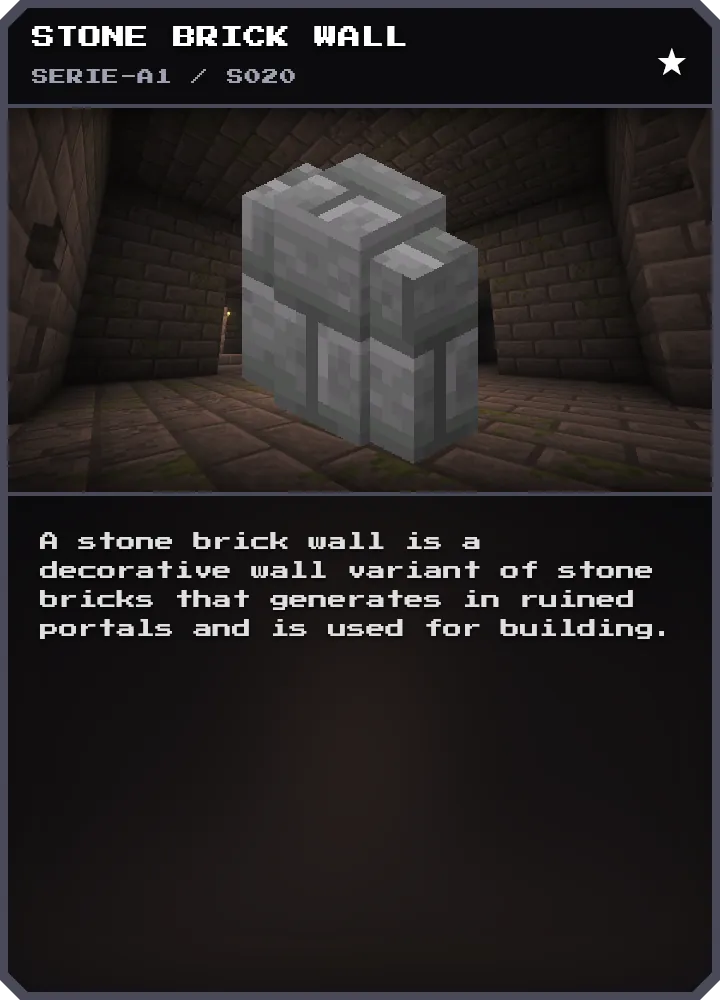 STONE BRICK WALL
SERIE-A1 / S020
A stone brick wall is a
decorative wall variant of stone
bricks that generates in ruined
portals and is used for building.